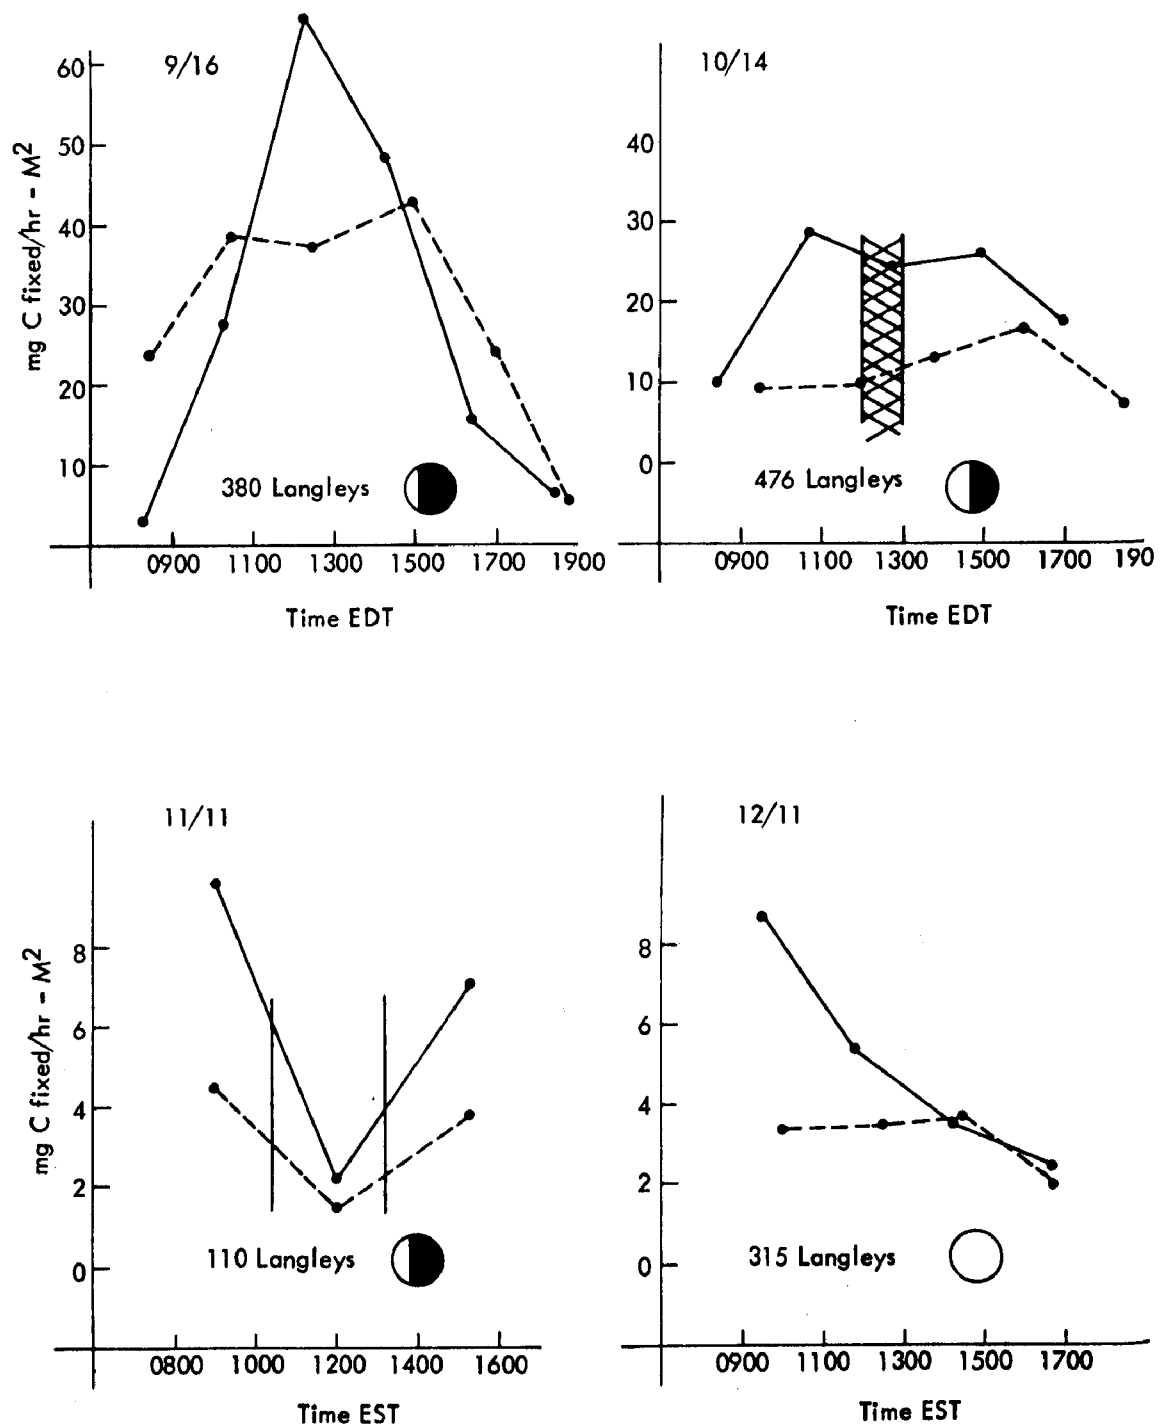 9/16
60
50
40
30
20
10
mg C fixed/hr - M²
380 Langleys
0900 1100 1300 1500 1700 1900
Time EDT
10/14
40
30
20
10
0
476 Langleys
0900 1100 1300 1500 1700 190
Time EDT
11/11
8
6
4
2
0
mg C fixed/hr - M²
110 Langleys
0800 1000 1200 1400 1600
Time EST
12/11
8
6
4
2
0
315 Langleys
0900 1100 1300 1500 1700
Time EST